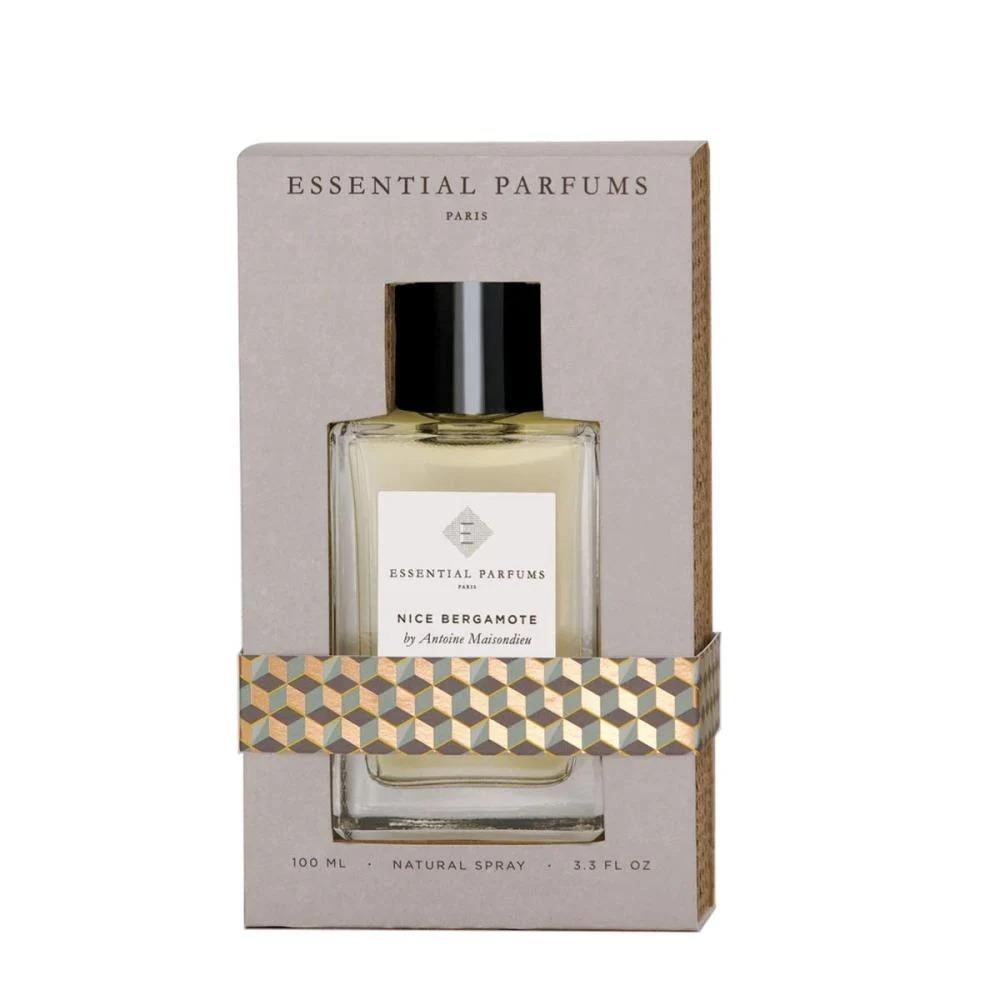 ESSENTIAL PARFUMS
PARIS
E
ESSENTIAL PARFUMS
PARIS
NICE BERGAMOTE
by Antoine Maisondieu
100 ML · NATURAL SPRAY · 3.3 FL OZ